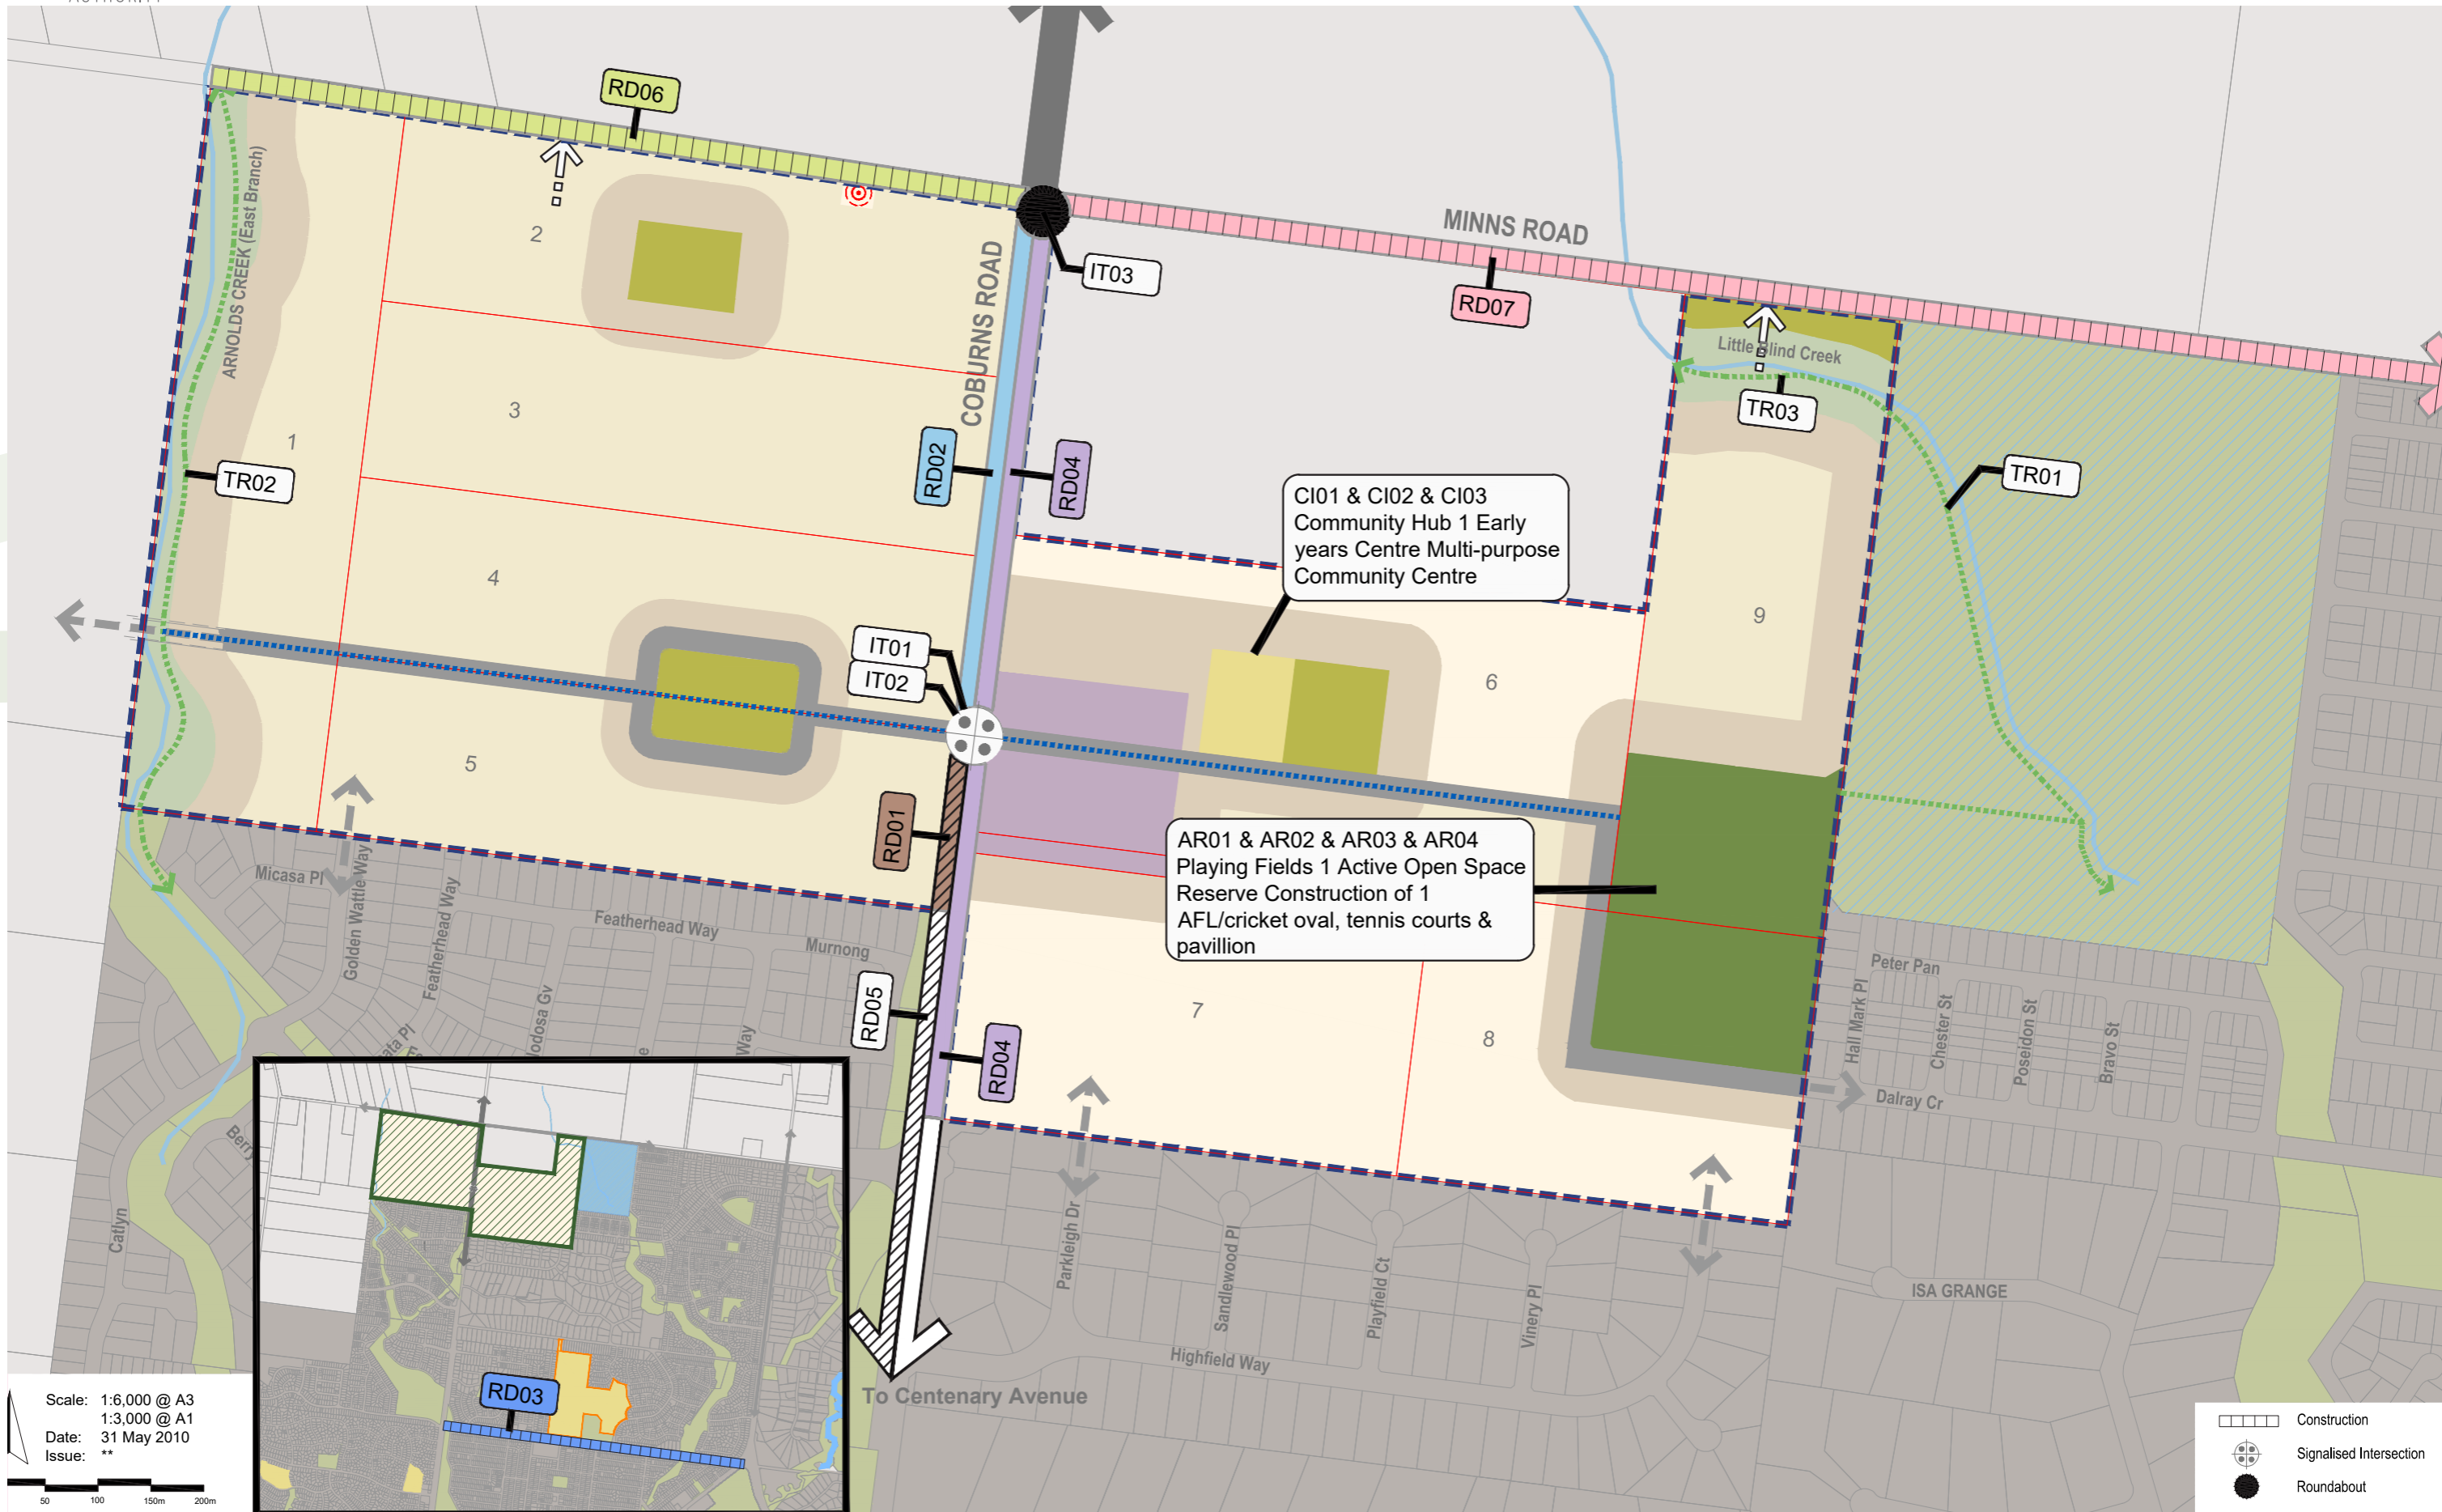 RD06
MINNS ROAD
IT03
RD07
ARNOLDS CREEK (East Branch)
2
COBURNS ROAD
Little Blind Creek
TR03
3
1
RD02
RD04
TR02
TR01
CI01 & CI02 & CI03
Community Hub 1 Early
years Centre Multi-purpose
Community Centre
4
9
IT01
IT02
6
5
RD01
AR01 & AR02 & AR03 & AR04
Playing Fields 1 Active Open Space
Reserve Construction of 1
AFL/cricket oval, tennis courts &
pavillion
Micasa Pl
Golden Wattle Way
Featherhead Way
Featherhead Way
Murnong
RD05
7
8
RD04
Peter Pan
Hall Mark Pl
Chester St
Poseidon St
Bravo St
Dalray Cr
Way
Catlyn
Parkleigh Dr
Sandlewood Pl
Playfield Ct
Vinery Pl
ISA GRANGE
Highfield Way
To Centenary Avenue
RD03
Scale: 1:6,000 @ A3
1:3,000 @ A1
Date: 31 May 2010
Issue: **
50 100 150m 200m
Construction
Signalised Intersection
Roundabout